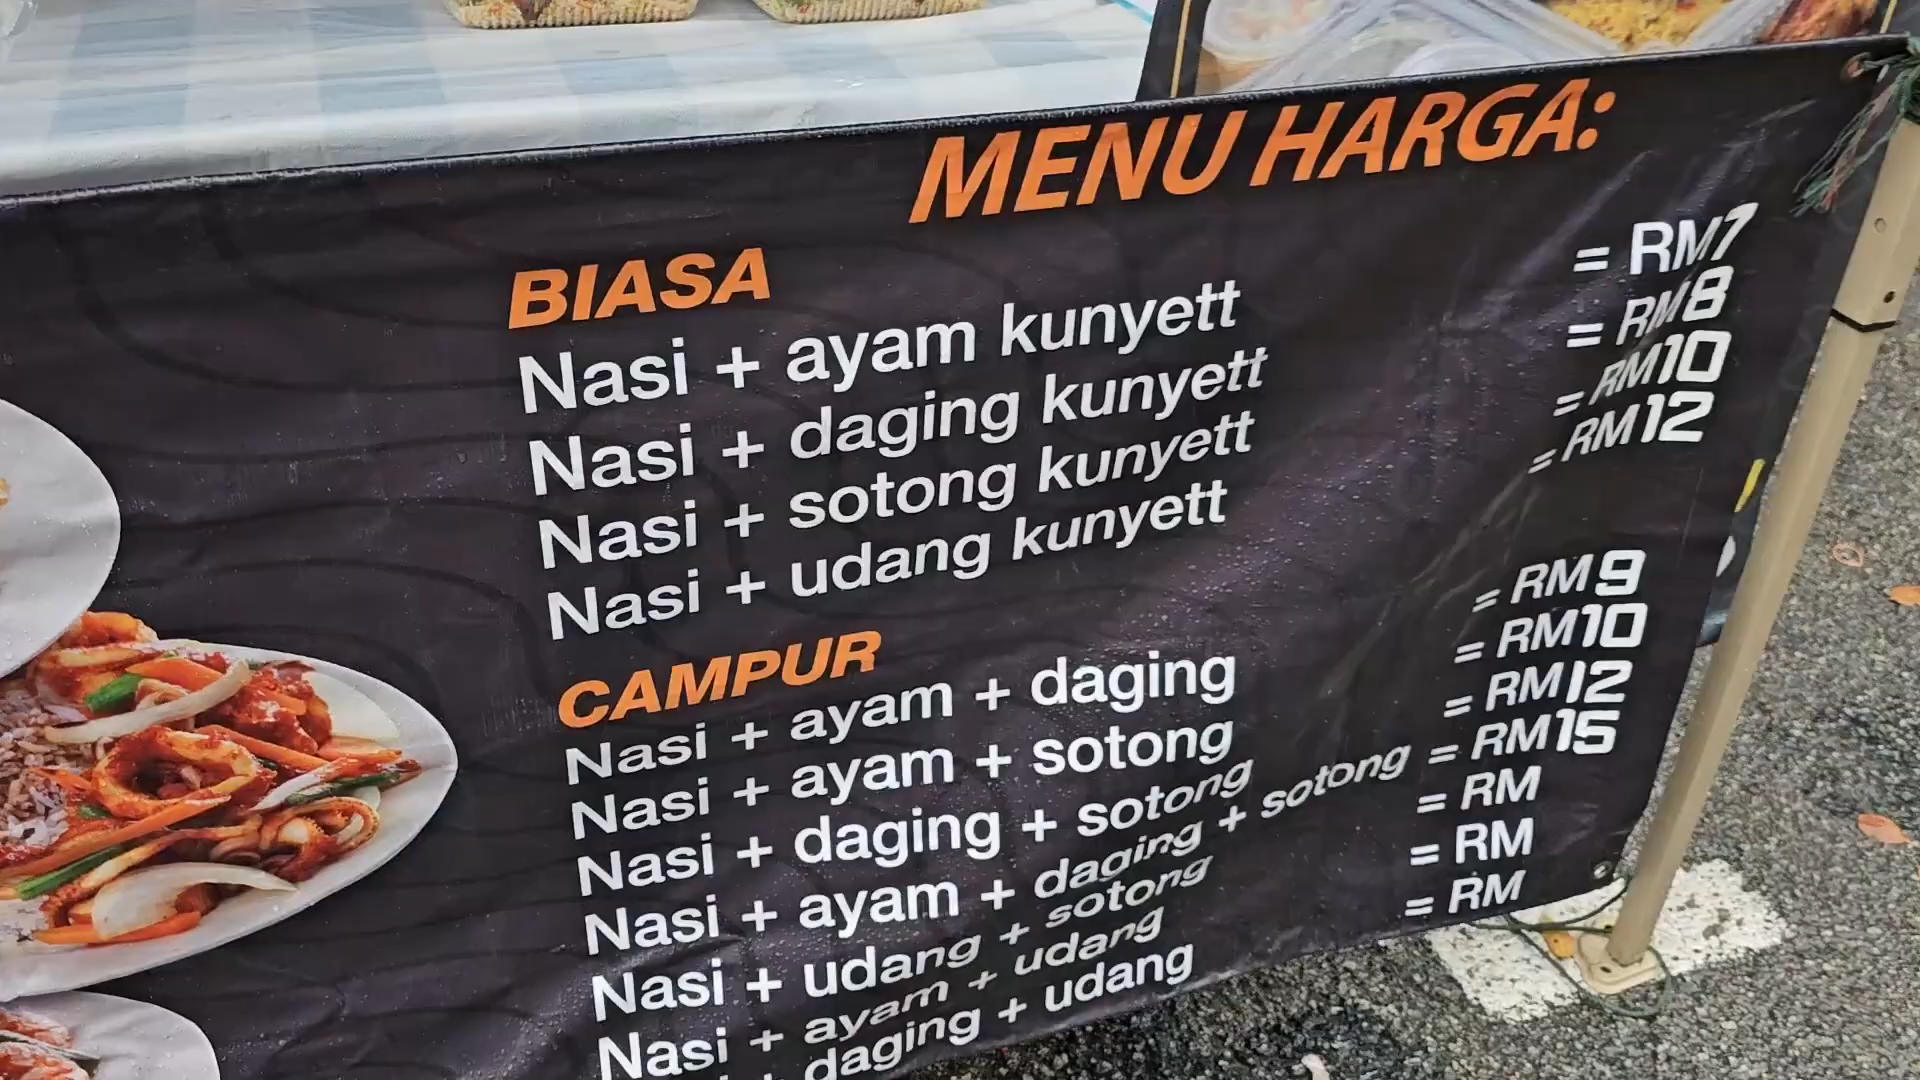 MENU HARGA:
BIASA
Nasi + ayam kunyett = RM7
Nasi + daging kunyett = RM8
Nasi + sotong kunyett = RM10
Nasi + udang kunyett = RM12
CAMPUR
Nasi + ayam + daging = RM9
Nasi + ayam + sotong = RM10
Nasi + daging + sotong = RM12
Nasi + ayam + daging + sotong = RM15
Nasi + udang + sotong = RM
Nasi + ayam + udang = RM
+ daging + udang = RM